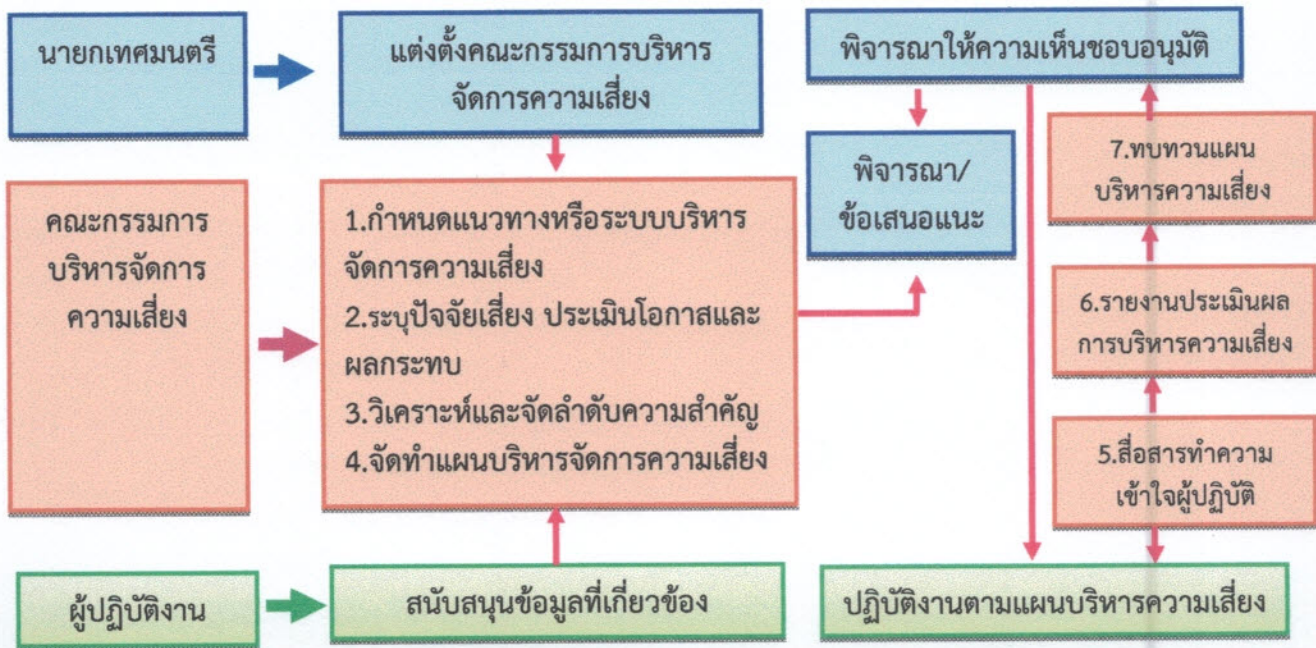 นายกเทศมนตรี
แต่งตั้งคณะกรรมการบริหาร
จัดการความเสี่ยง
พิจารณาให้ความเห็นชอบอนุมัติ
คณะกรรมการ
บริหารจัดการ
ความเสี่ยง
1.กำหนดแนวทางหรือระบบบริหาร
จัดการความเสี่ยง
2.ระบุปัจจัยเสี่ยง ประเมินโอกาสและ
ผลกระทบ
3.วิเคราะห์และจัดลำดับความสำคัญ
4.จัดทำแผนบริหารจัดการความเสี่ยง
พิจารณา/
ข้อเสนอแนะ
7.ทบทวนแผน
บริหารความเสี่ยง
6.รายงานประเมินผล
การบริหารความเสี่ยง
5.สื่อสารทำความ
เข้าใจผู้ปฏิบัติ
ผู้ปฏิบัติงาน
สนับสนุนข้อมูลที่เกี่ยวข้อง
ปฏิบัติงานตามแผนบริหารความเสี่ยง